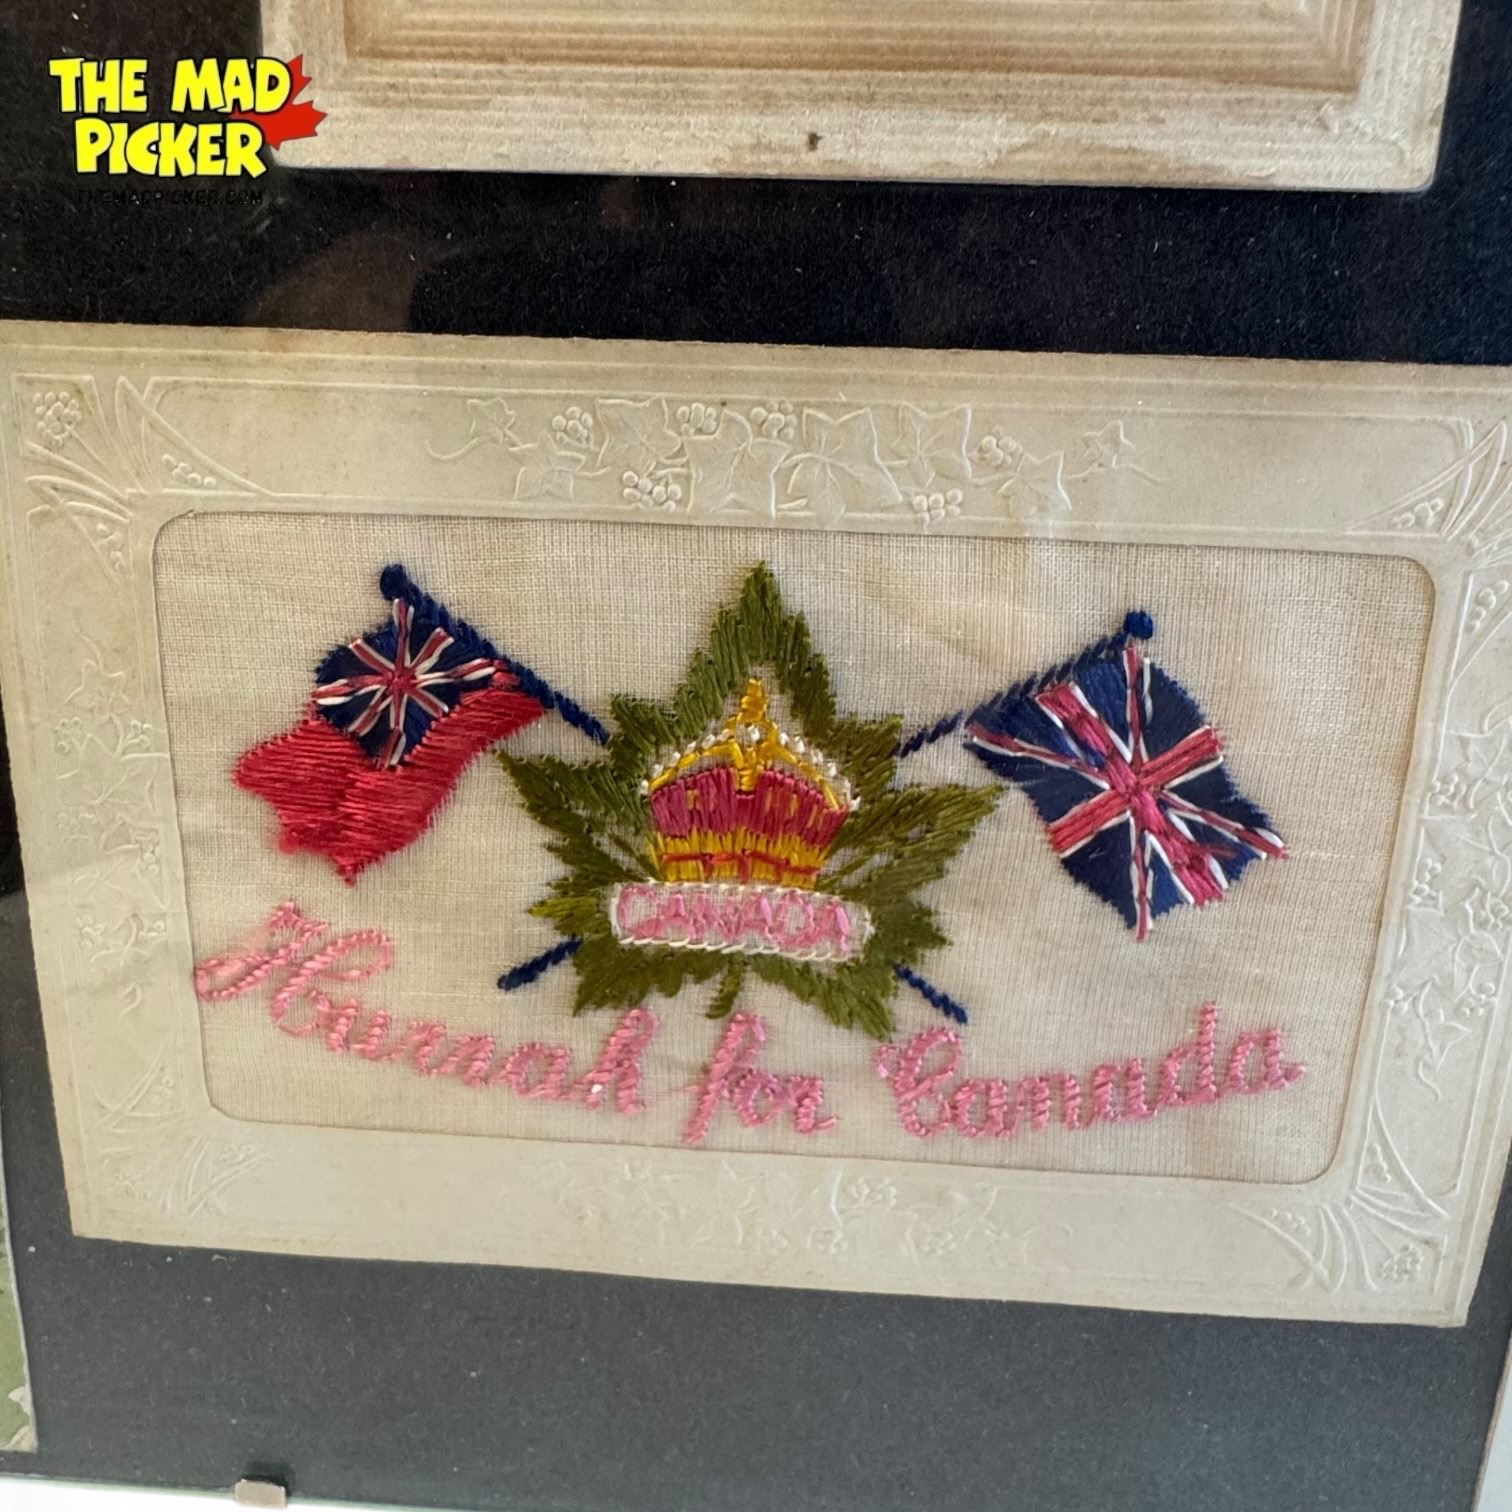 THE MAD
PICKER
THEMADPICKER.COM
CANADA
Hurrah for Canada